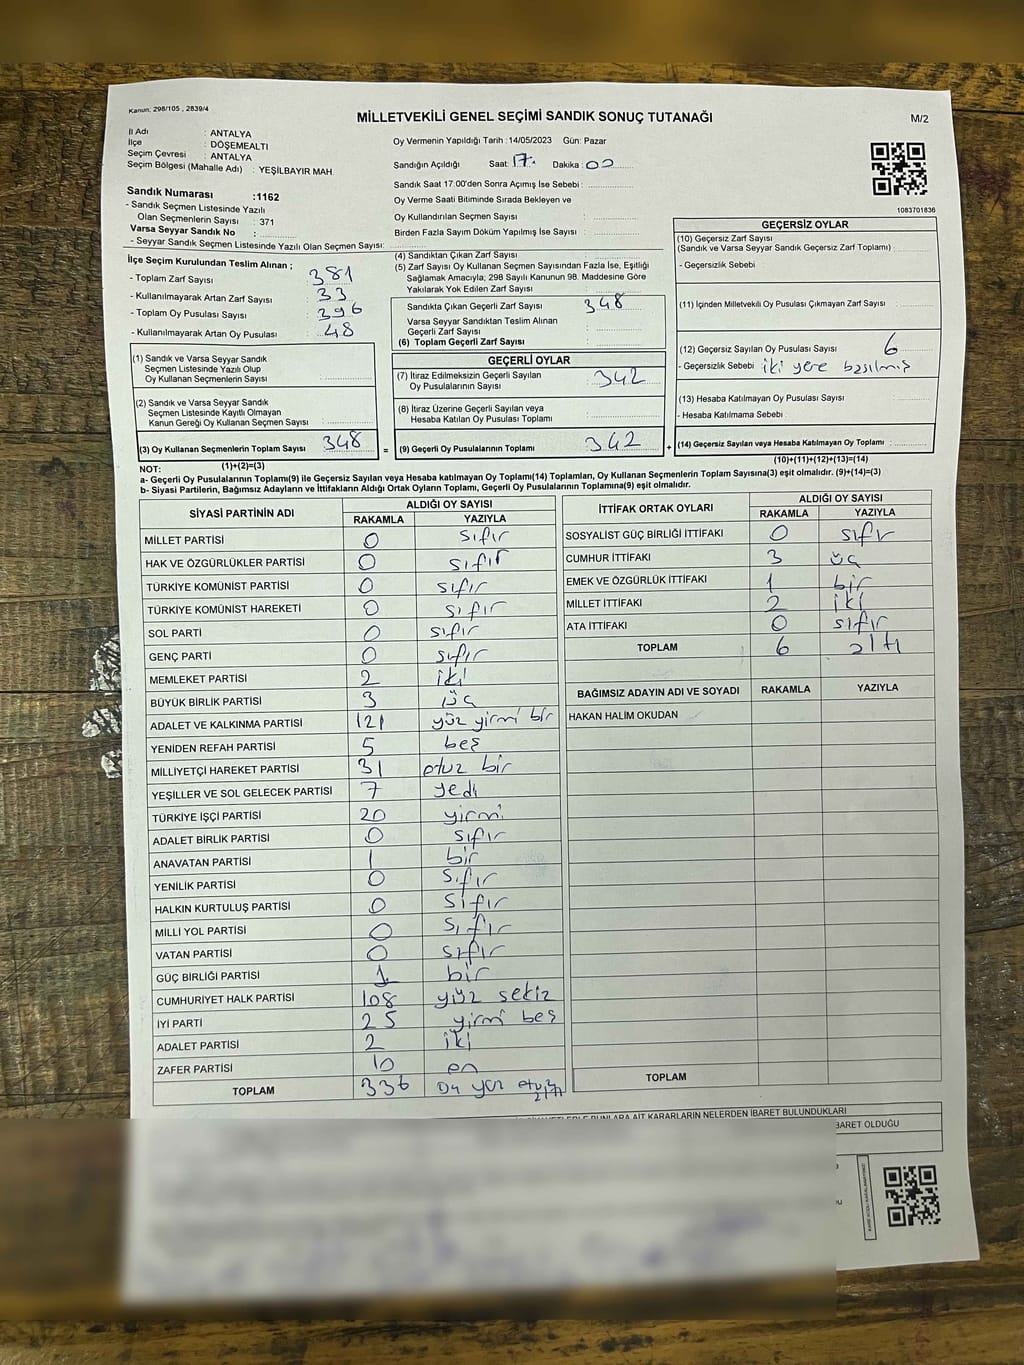 Kanun: 298/105 , 2839/4
MİLLETVEKİLİ GENEL SEÇİMİ SANDIK SONUÇ TUTANAĞI
M/2
İl Adı : ANTALYA
İlçe : DÖŞEMEALTI
Seçim Çevresi : ANTALYA
Seçim Bölgesi (Mahalle Adı) : YEŞİLBAYIR MAH.
Sandık Numarası :1162
- Sandık Seçmen Listesinde Yazılı
Olan Seçmenlerin Sayısı : 371
Varsa Seyyar Sandık No :
- Seyyar Sandık Seçmen Listesinde Yazılı Olan Seçmen Sayısı:
Oy Vermenin Yapıldığı Tarih : 14/05/2023 Gün: Pazar
Sandığın Açıldığı Saat: 17. Dakika : 00
Sandık Saat 17.00'den Sonra Açımış İse Sebebi :
Oy Verme Saati Bitiminde Sırada Bekleyen ve
Oy Kullandırılan Seçmen Sayısı :
Birden Fazla Sayım Döküm Yapılmış İse Sayısı :
1083701836
İlçe Seçim Kurulundan Teslim Alınan ;
- Toplam Zarf Sayısı : 381
- Kullanılmayarak Artan Zarf Sayısı : 33
- Toplam Oy Pusulası Sayısı : 396
- Kullanılmayarak Artan Oy Pusulası : 48
(4) Sandıktan Çıkan Zarf Sayısı :
(5) Zarf Sayısı Oy Kullanan Seçmen Sayısından Fazla İse, Eşitliği
Sağlamak Amacıyla; 298 Sayılı Kanunun 98. Maddesine Göre
Yakılarak Yok Edilen Zarf Sayısı :
Sandıkta Çıkan Geçerli Zarf Sayısı : 348
Varsa Seyyar Sandıktan Teslim Alınan
Geçerli Zarf Sayısı :
(6) Toplam Geçerli Zarf Sayısı :
GEÇERSİZ OYLAR
(10) Geçersiz Zarf Sayısı
(Sandık ve Varsa Seyyar Sandık Geçersiz Zarf Toplamı) :
- Geçersizlik Sebebi :
(11) İçinden Milletvekili Oy Pusulası Çıkmayan Zarf Sayısı :
(12) Geçersiz Sayılan Oy Pusulası Sayısı : 6
- Geçersizlik Sebebi : iki yere basılmış
(13) Hesaba Katılmayan Oy Pusulası Sayısı :
- Hesaba Katılmama Sebebi :
(14) Geçersiz Sayılan veya Hesaba Katılmayan Oy Toplamı :
(10)+(11)+(12)+(13)=(14)
(1) Sandık ve Varsa Seyyar Sandık
Seçmen Listesinde Yazılı Olup
Oy Kullanan Seçmenlerin Sayısı :
(2) Sandık ve Varsa Seyyar Sandık
Seçmen Listesinde Kayıtlı Olmayan
Kanun Gereği Oy Kullanan Seçmen Sayısı :
(3) Oy Kullanan Seçmenlerin Toplam Sayısı : 348
(1)+(2)=(3)
=
GEÇERLİ OYLAR
(7) İtiraz Edilmeksizin Geçerli Sayılan
Oy Pusulalarının Sayısı : 342
(8) İtiraz Üzerine Geçerli Sayılan veya
Hesaba Katılan Oy Pusulası Toplamı :
(9) Geçerli Oy Pusulalarının Toplamı : 342
+
NOT:
a- Geçerli Oy Pusulalarının Toplamı(9) ile Geçersiz Sayılan veya Hesaba katılmayan Oy Toplamı(14) Toplamları, Oy Kullanan Seçmenlerin Toplam Sayısına(3) eşit olmalıdır. (9)+(14)=(3)
b- Siyasi Partilerin, Bağımsız Adayların ve İttifakların Aldığı Ortak Oyların Toplamı, Geçerli Oy Pusulalarının Toplamına(9) eşit olmalıdır.
SİYASİ PARTİNİN ADI ALDIĞI OY SAYISI
RAKAMLA YAZIYLA
MİLLET PARTİSİ 0 sıfır
HAK VE ÖZGÜRLÜKLER PARTİSİ 0 sıfır
TÜRKİYE KOMÜNİST PARTİSİ 0 sıfır
TÜRKİYE KOMÜNİST HAREKETİ 0 sıfır
SOL PARTİ 0 sıfır
GENÇ PARTİ 0 sıfır
MEMLEKET PARTİSİ 2 iki
BÜYÜK BİRLİK PARTİSİ 3 üç
ADALET VE KALKINMA PARTİSİ 121 yüz yirmi bir
YENİDEN REFAH PARTİSİ 5 beş
MİLLİYETÇİ HAREKET PARTİSİ 31 otuz bir
YEŞİLLER VE SOL GELECEK PARTİSİ 7 yedi
TÜRKİYE İŞÇİ PARTİSİ 20 yirmi
ADALET BİRLİK PARTİSİ 0 sıfır
ANAVATAN PARTİSİ 1 bir
YENİLİK PARTİSİ 0 sıfır
HALKIN KURTULUŞ PARTİSİ 0 sıfır
MİLLİ YOL PARTİSİ 0 sıfır
VATAN PARTİSİ 0 sıfır
GÜÇ BİRLİĞİ PARTİSİ 1 bir
CUMHURİYET HALK PARTİSİ 108 yüz sekiz
İYİ PARTİ 25 yirmi beş
ADALET PARTİSİ 2 iki
ZAFER PARTİSİ 10 on
TOPLAM 336 üç yüz otuz altı
İTTİFAK ORTAK OYLARI ALDIĞI OY SAYISI
RAKAMLA YAZIYLA
SOSYALİST GÜÇ BİRLİĞİ İTTİFAKI 0 sıfır
CUMHUR İTTİFAKI 3 üç
EMEK VE ÖZGÜRLÜK İTTİFAKI 1 bir
MİLLET İTTİFAKI 2 iki
ATA İTTİFAKI 0 sıfır
TOPLAM 6 altı
BAĞIMSIZ ADAYIN ADI VE SOYADI RAKAMLA YAZIYLA
HAKAN HALİM OKUDAN
TOPLAM
BUNLARA AİT KARARLARIN NELERDEN İBARET BULUNDUKLARI
BARET OLDUĞU